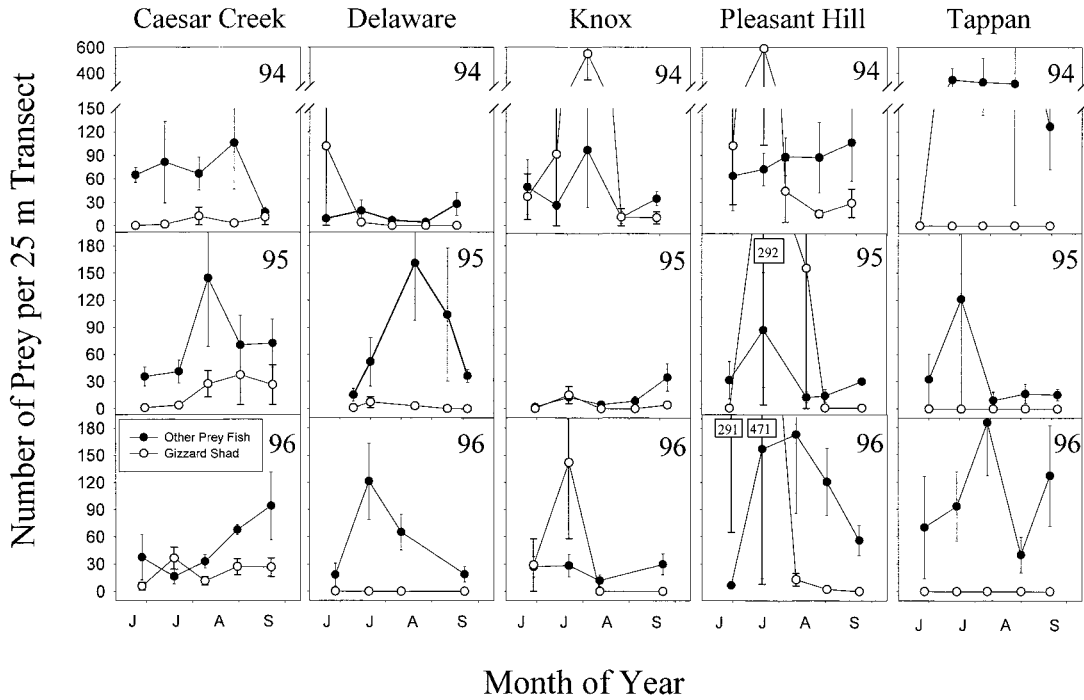 Caesar Creek Delaware Knox Pleasant Hill Tappan
Number of Prey per 25 m Transect
600
400
94 94 94 94 94
150
120
90
60
30
0
180
150
120
90
60
30
0
95 95 95 95 95
292
180
150
120
90
60
30
0
96 96 96 96 96
Other Prey Fish
Gizzard Shad
291 471
J J A S J J A S J J A S J J A S J J A S
Month of Year